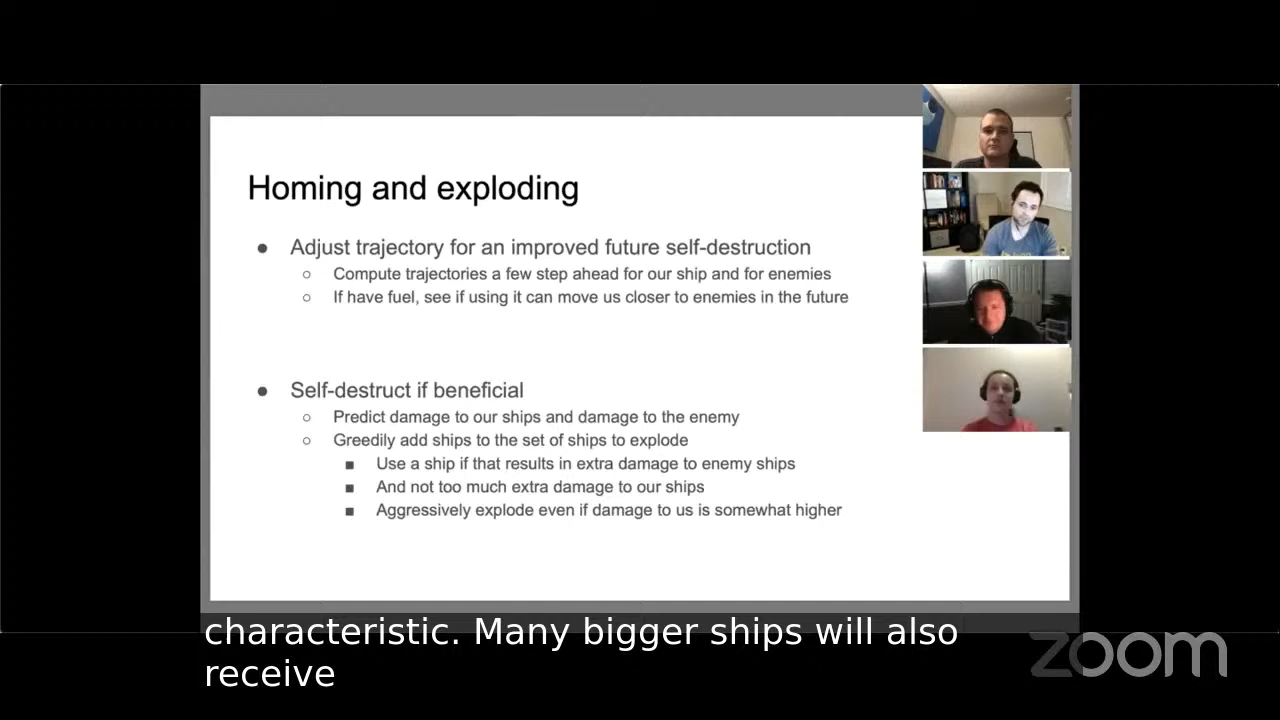 Homing and exploding
● Adjust trajectory for an improved future self-destruction
○ Compute trajectories a few step ahead for our ship and for enemies
○ If have fuel, see if using it can move us closer to enemies in the future
● Self-destruct if beneficial
○ Predict damage to our ships and damage to the enemy
○ Greedily add ships to the set of ships to explode
■ Use a ship if that results in extra damage to enemy ships
■ And not too much extra damage to our ships
■ Aggressively explode even if damage to us is somewhat higher
characteristic. Many bigger ships will also
receive
zoom